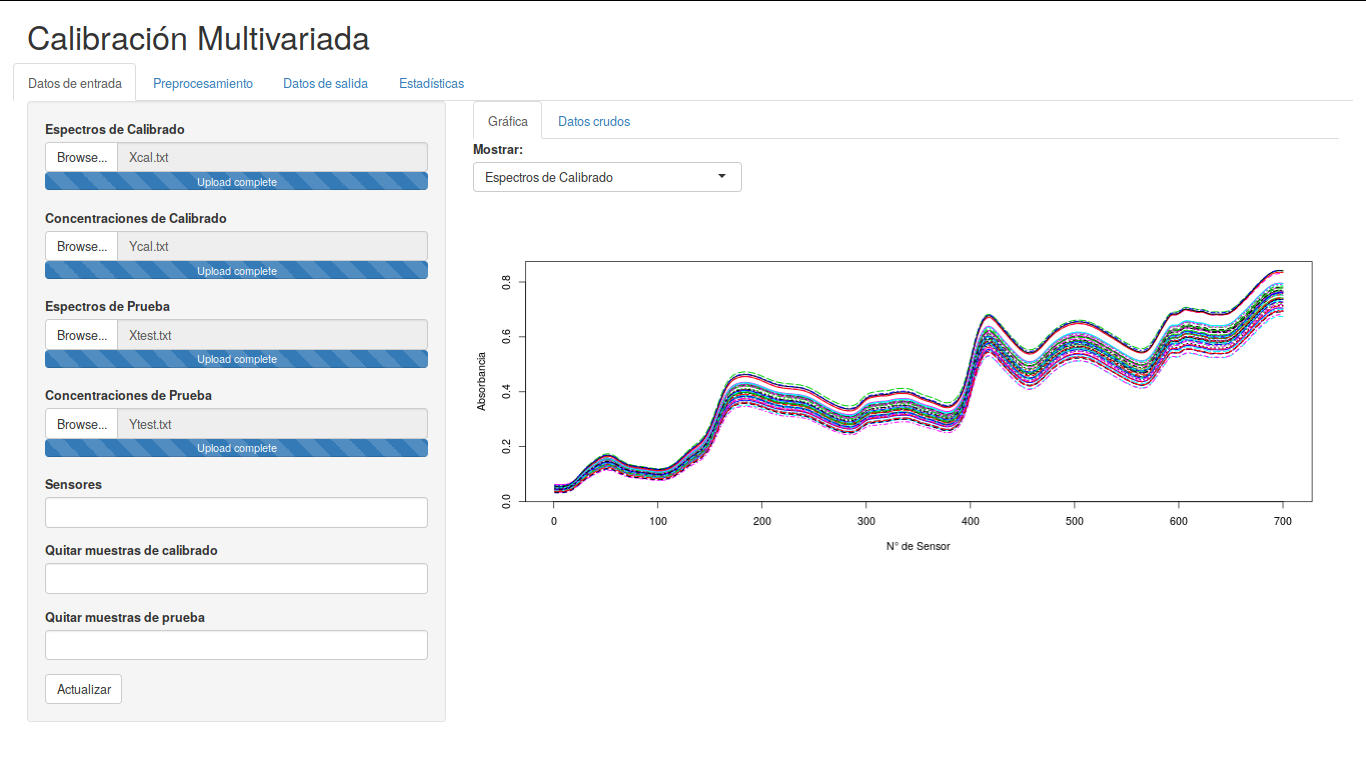 Calibración Multivariada
Datos de entrada Preprocesamiento Datos de salida Estadísticas
Espectros de Calibrado
Browse... Xcal.txt
Upload complete
Concentraciones de Calibrado
Browse... Ycal.txt
Upload complete
Espectros de Prueba
Browse... Xtest.txt
Upload complete
Concentraciones de Prueba
Browse... Ytest.txt
Upload complete
Sensores
Quitar muestras de calibrado
Quitar muestras de prueba
Actualizar
Gráfica Datos crudos
Mostrar:
Espectros de Calibrado
Absorbancia
0.8
0.6
0.4
0.2
0.0
0 100 200 300 400 500 600 700
N° de Sensor